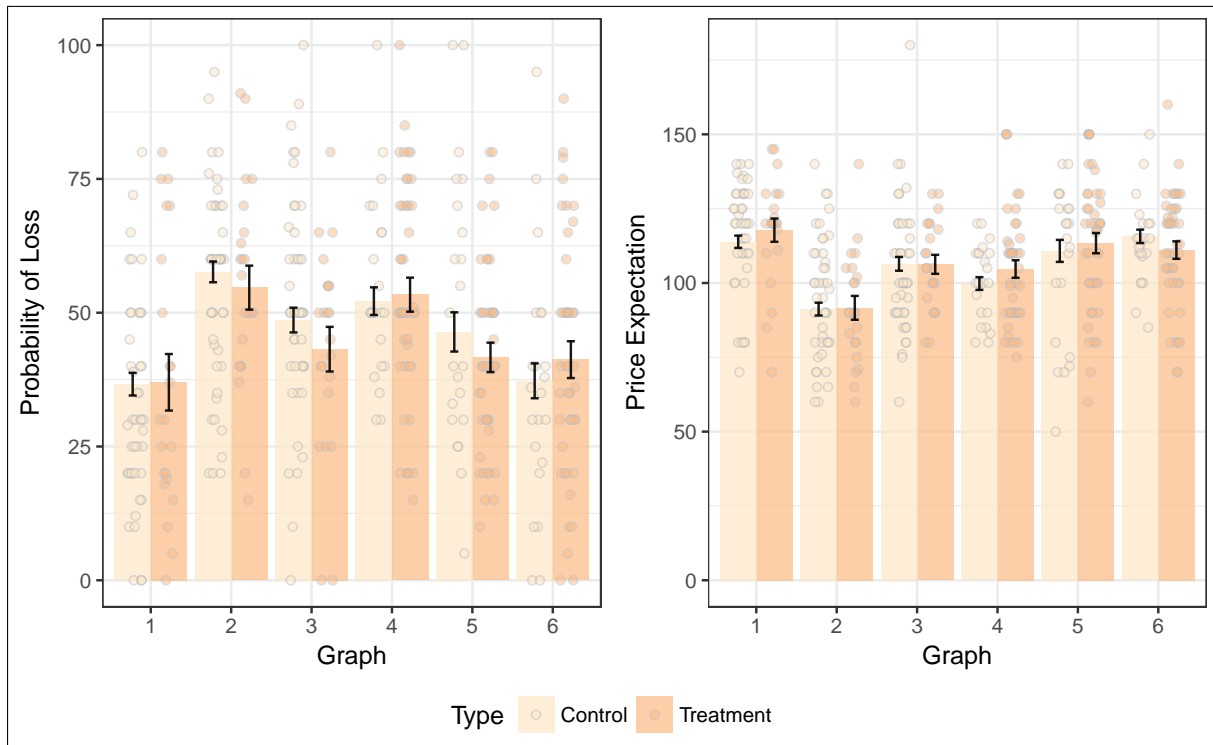 Probability of Loss
100
75
50
25
0
1 2 3 4 5 6
Graph
Price Expectation
150
100
50
0
1 2 3 4 5 6
Graph
Type Control Treatment